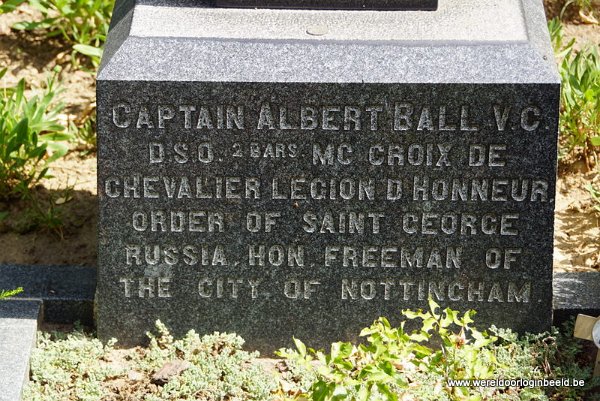 CAPTAIN ALBERT BALL V.C.
D.S.O. 2 BARS. MC CROIX DE
CHEVALIER LEGION D HONNEUR
ORDER OF SAINT GEORGE
RUSSIA. HON. FREEMAN OF
THE CITY OF NOTTINGHAM.
www.wereldoorloginbeeld.be